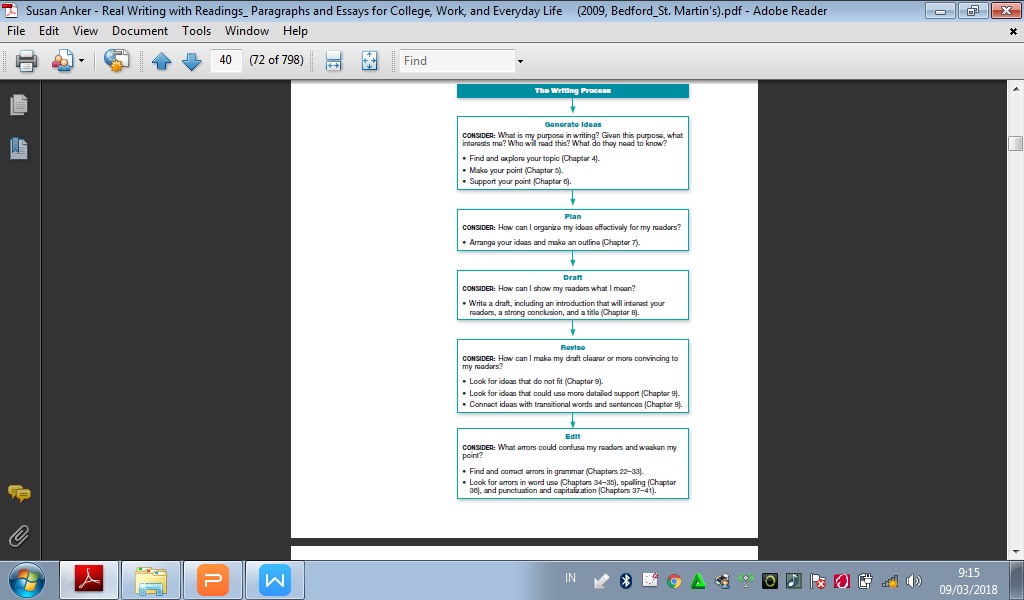 Susan Anker - Real Writing with Readings_ Paragraphs and Essays for College, Work, and Everyday Life (2009, Bedford_St. Martin's).pdf - Adobe Reader
File Edit View Document Tools Window Help
40 (72 of 798) Find
The Writing Process
Generate Ideas
CONSIDER: What is my purpose in writing? Given this purpose, what
interests me? Who will read this? What do they need to know?
• Find and explore your topic (Chapter 4).
• Make your point (Chapter 5).
• Support your point (Chapter 6).
Plan
CONSIDER: How can I organize my ideas effectively for my readers?
• Arrange your ideas and make an outline (Chapter 7).
Draft
CONSIDER: How can I show my readers what I mean?
• Write a draft, including an introduction that will interest your
readers, a strong conclusion, and a title (Chapter 8).
Revise
CONSIDER: How can I make my draft clearer or more convincing to
my readers?
• Look for ideas that do not fit (Chapter 9).
• Look for ideas that could use more detailed support (Chapter 9).
• Connect ideas with transitional words and sentences (Chapter 9).
Edit
CONSIDER: What errors could confuse my readers and weaken my
point?
• Find and correct errors in grammar (Chapters 22–33).
• Look for errors in word use (Chapters 34–35), spelling (Chapter
36), and punctuation and capitalization (Chapters 37–41).
IN
9:15
09/03/2018